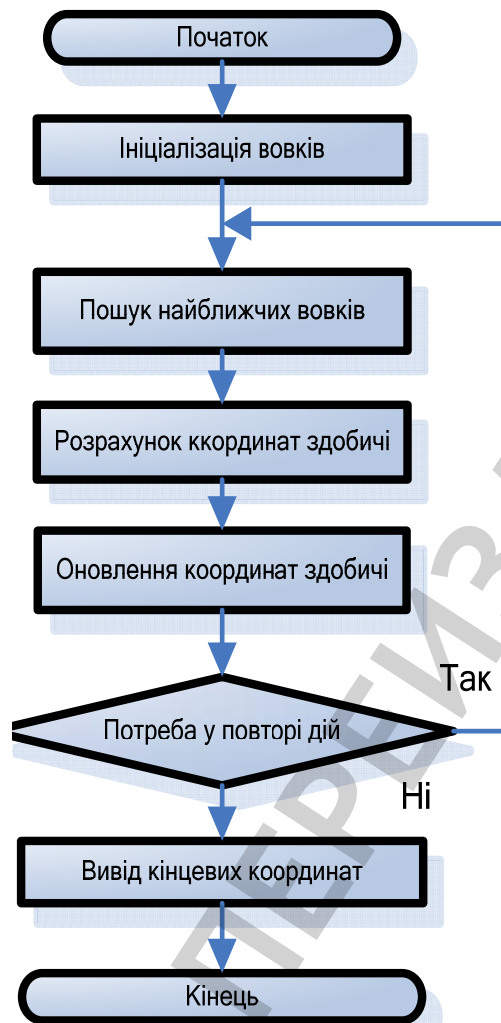 Початок
Ініціалізація вовків
Пошук найближчих вовків
Розрахунок ккординат здобичі
Оновлення координат здобичі
Так
Потреба у повторі дій
Ні
Вивід кінцевих координат
Кінець